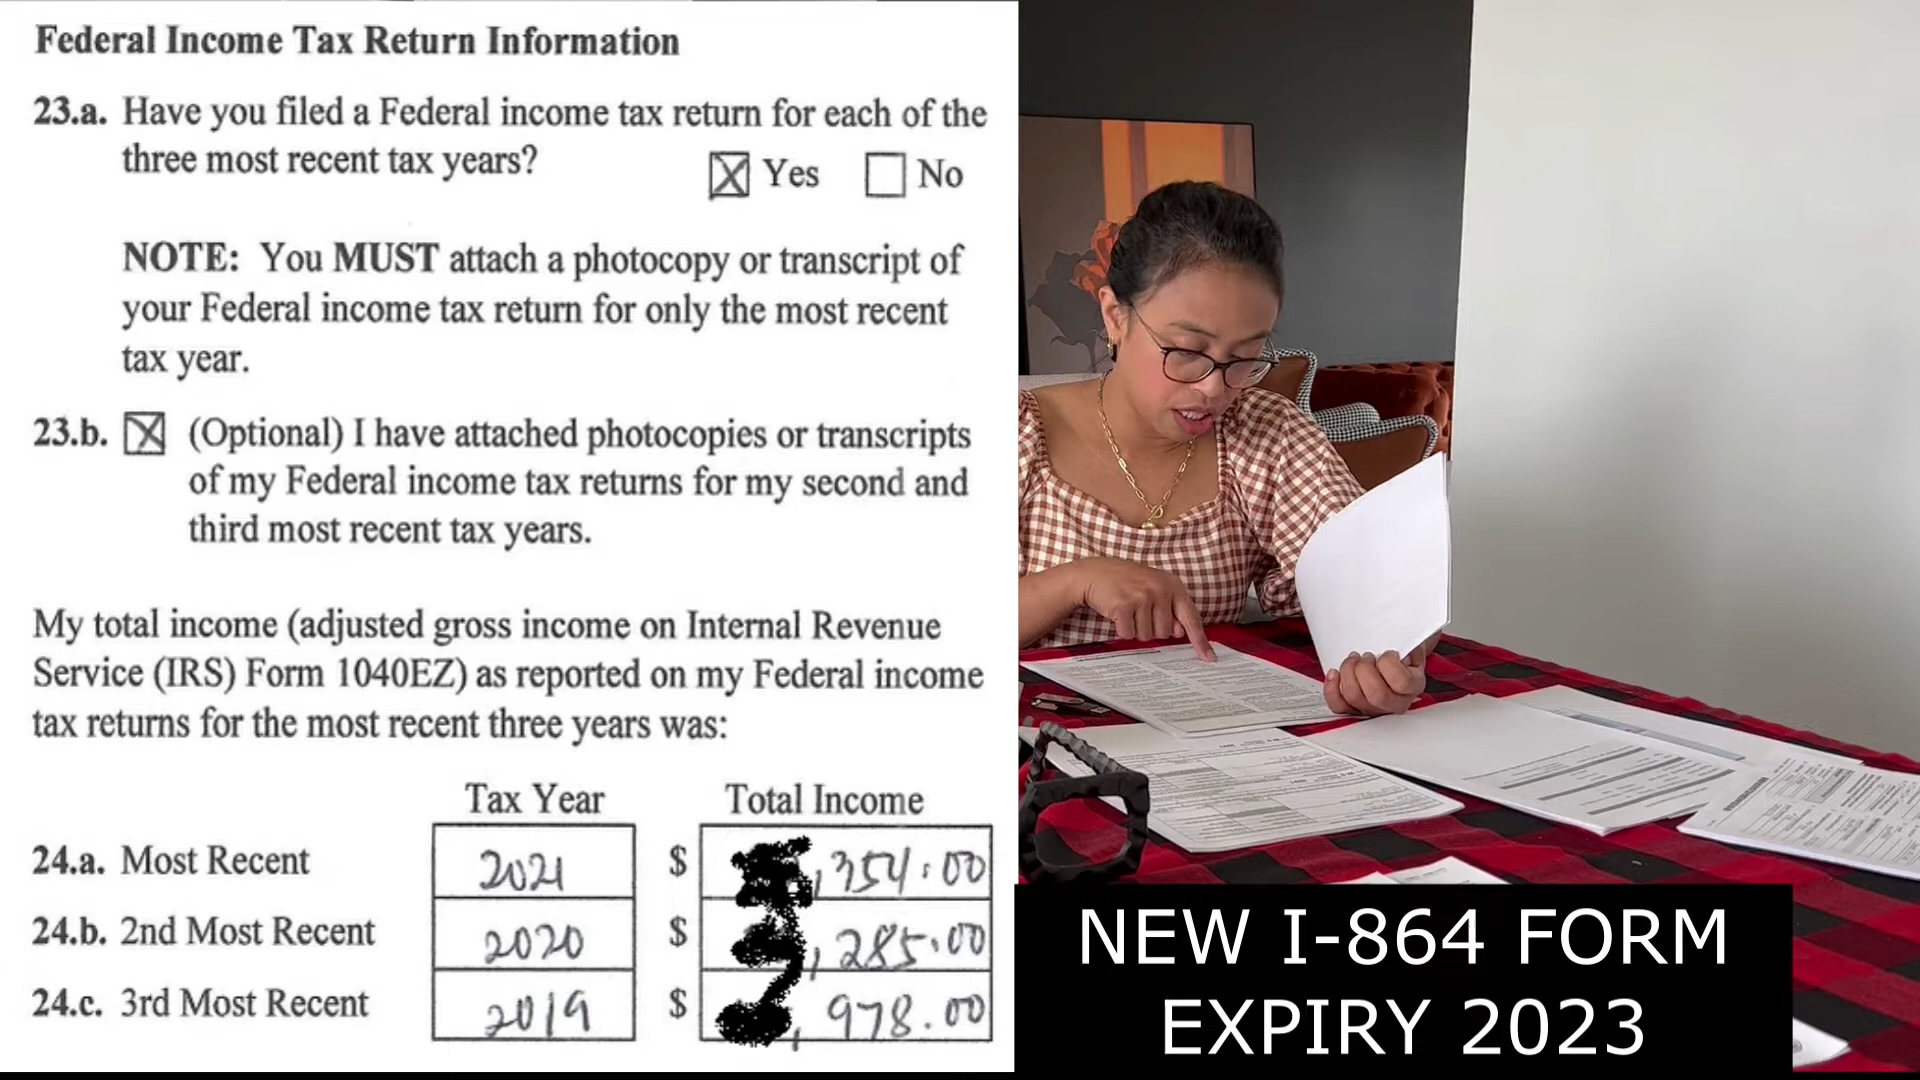 Federal Income Tax Return Information
23.a. Have you filed a Federal income tax return for each of the
three most recent tax years? Yes No
NOTE: You MUST attach a photocopy or transcript of
your Federal income tax return for only the most recent
tax year.
23.b. (Optional) I have attached photocopies or transcripts
of my Federal income tax returns for my second and
third most recent tax years.
My total income (adjusted gross income on Internal Revenue
Service (IRS) Form 1040EZ) as reported on my Federal income
tax returns for the most recent three years was:
Tax Year Total Income
24.a. Most Recent 2021 $ ,354.00
24.b. 2nd Most Recent 2020 $ ,285.00
24.c. 3rd Most Recent 2019 $ , 978.00
NEW I-864 FORM
EXPIRY 2023